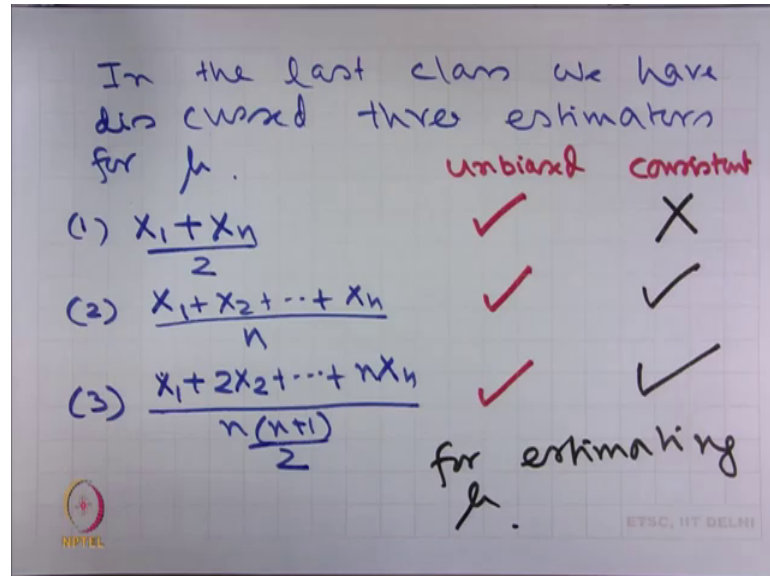 In the last class we have
discussed three estimators
for μ.
unbiased consistent
(1) X₁ + Xₙ / 2 ✓ X
(2) X₁ + X₂ + ··· + Xₙ / n ✓ ✓
(3) X₁ + 2X₂ + ··· + nXₙ / n(n+1)/2 ✓ ✓
for estimating
μ.
NPTEL
ETSC, IIT DELHI